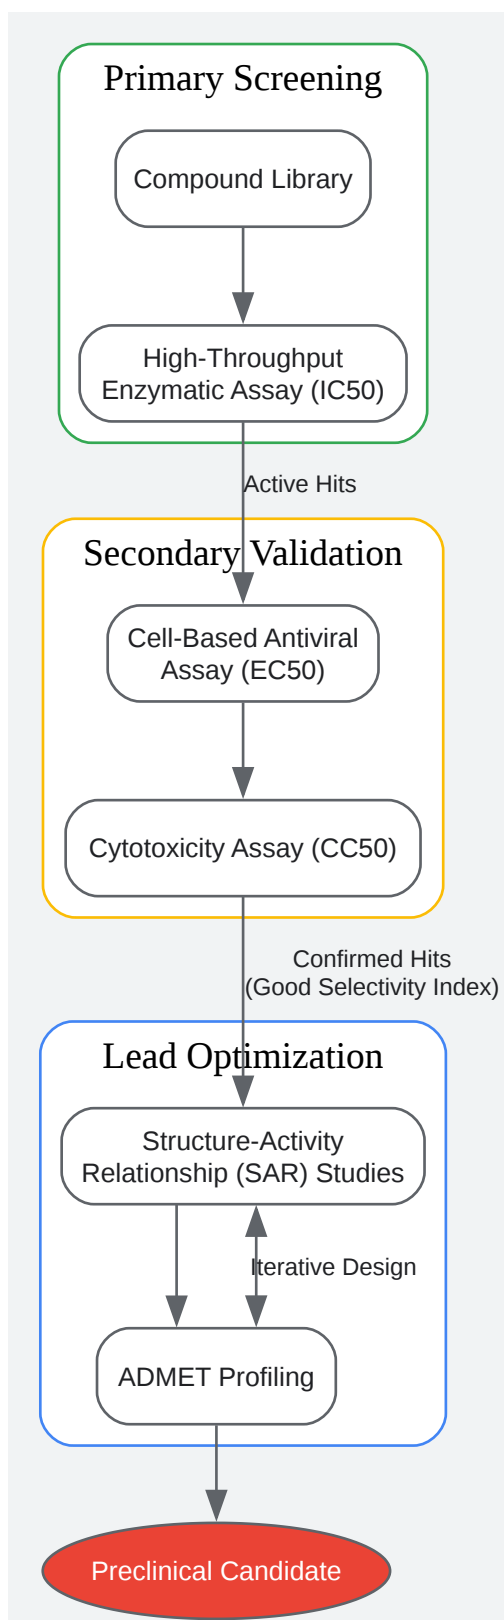 Primary Screening
Compound Library
High-Throughput
Enzymatic Assay (IC50)
Active Hits
Secondary Validation
Cell-Based Antiviral
Assay (EC50)
Cytotoxicity Assay (CC50)
Confirmed Hits
(Good Selectivity Index)
Lead Optimization
Structure-Activity
Relationship (SAR) Studies
Iterative Design
ADMET Profiling
Preclinical Candidate